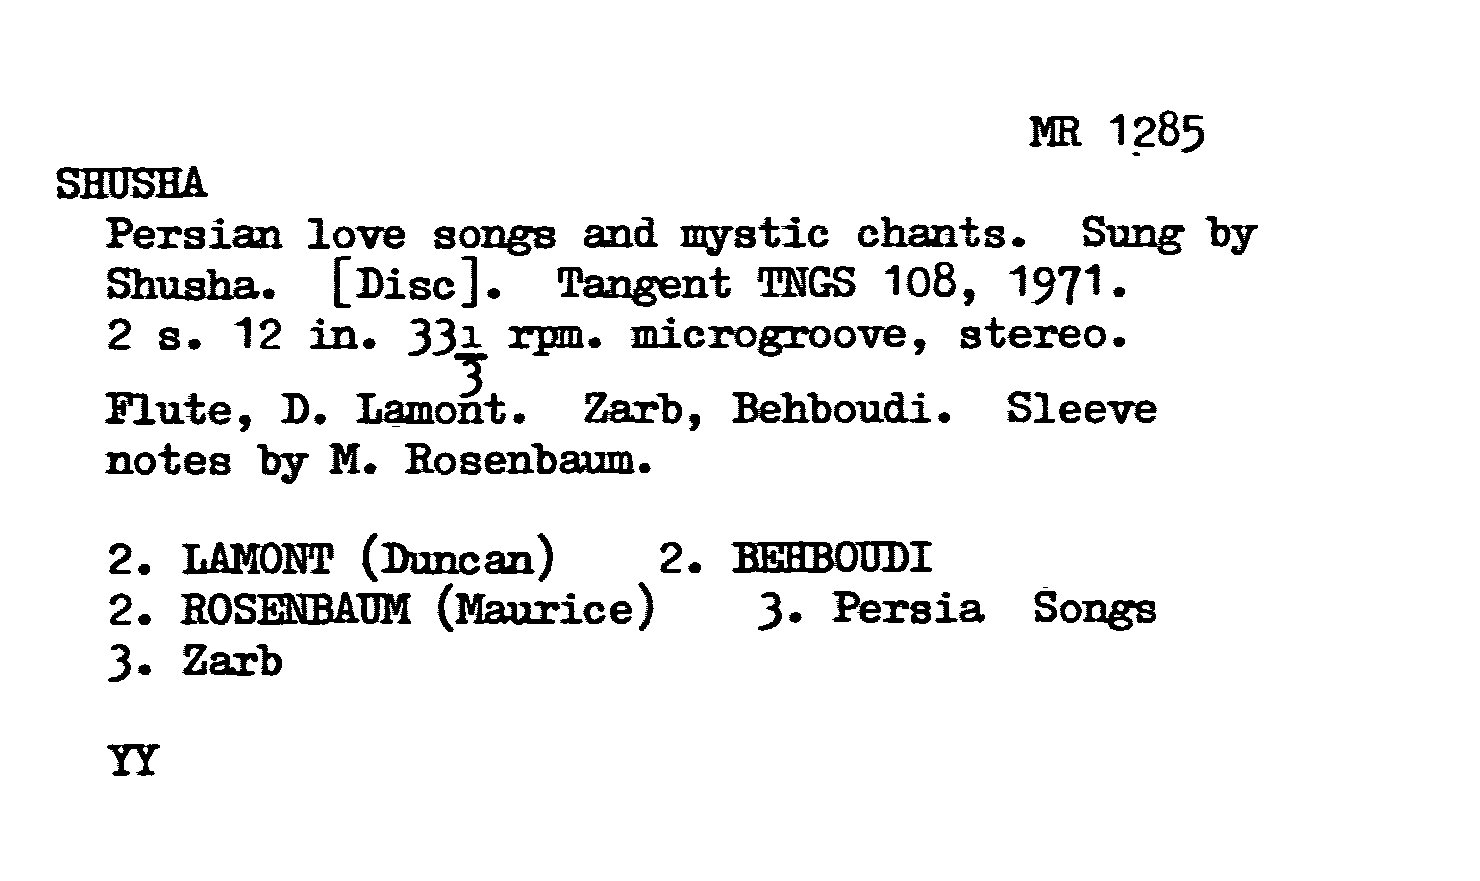 MR 1285
SHUSHA
Persian love songs and mystic chants. Sung by
Shusha. [Disc]. Tangent TNGS 108, 1971.
2 s. 12 in. 33 1/3 rpm. microgroove, stereo.
Flute, D. Lamont. Zarb, Behboudi. Sleeve
notes by M. Rosenbaum.
2. LAMONT (Duncan) 2. BEHBOUDI
2. ROSENBAUM (Maurice) 3. Persia Songs
3. Zarb
YY